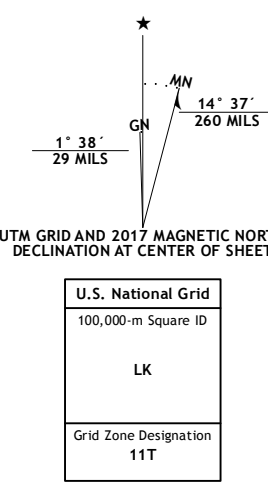 ★
MN
14° 37´
260 MILS
GN
1° 38´
29 MILS
UTM GRID AND 2017 MAGNETIC NORT
DECLINATION AT CENTER OF SHEET
U.S. National Grid
100,000-m Square ID
LK
Grid Zone Designation
11T